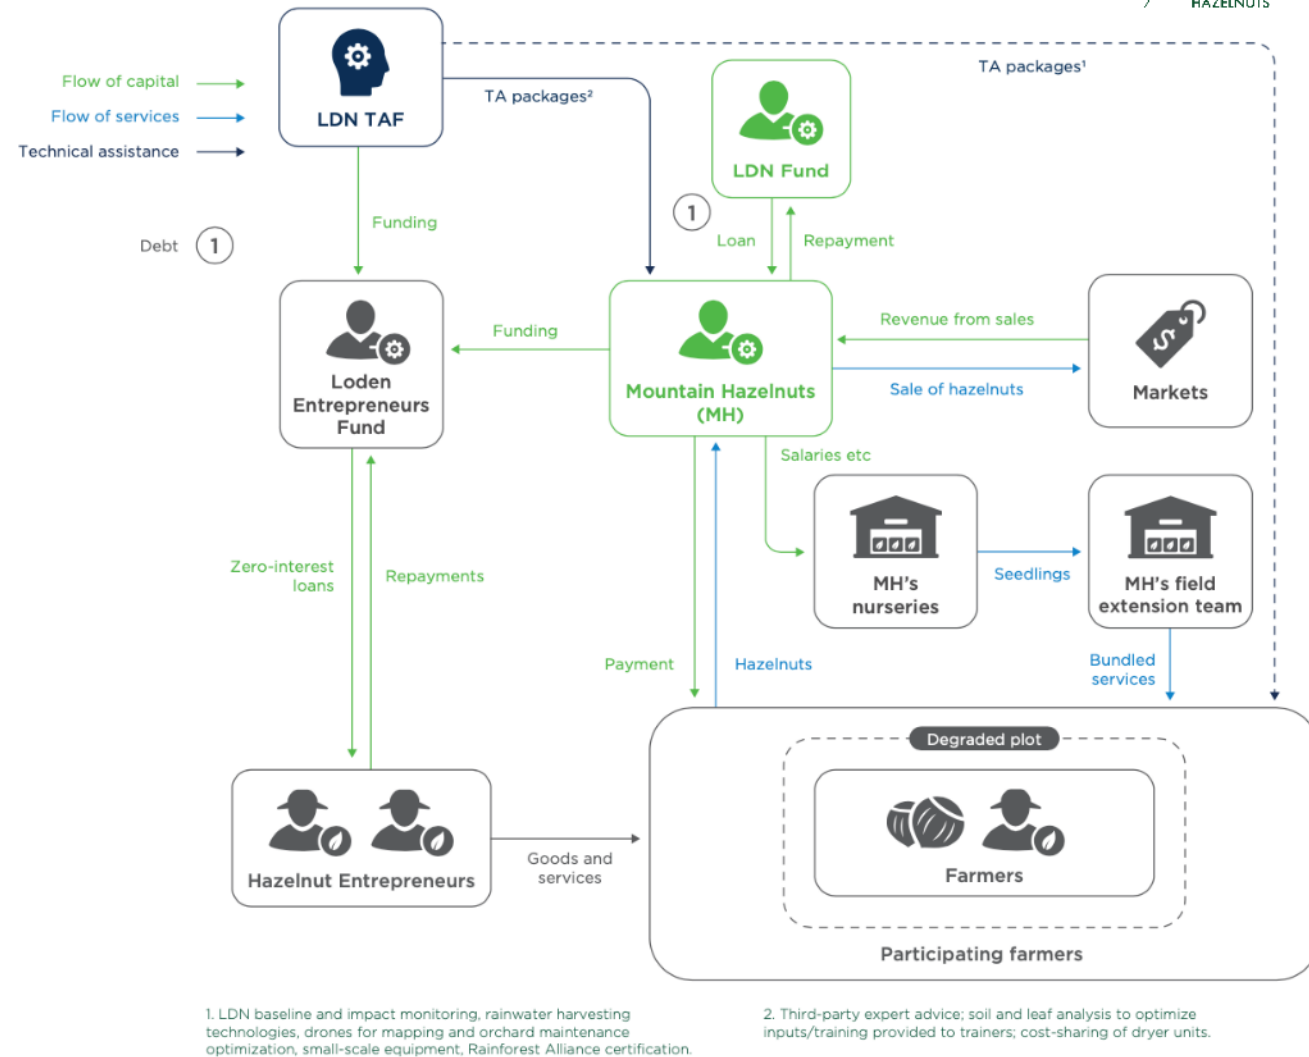 HAZELNUTS
LDN TAF
Flow of capital
Flow of services
Technical assistance
TA packages²
TA packages¹
LDN Fund
Debt
1
Funding
1
Loan
Repayment
Loden
Entrepreneurs
Fund
Funding
Mountain Hazelnuts
(MH)
Revenue from sales
Sale of hazelnuts
$
Markets
Salaries etc
MH's
nurseries
Seedlings
MH's field
extension team
Zero-interest
loans
Repayments
Payment
Hazelnuts
Bundled
services
Hazelnut Entrepreneurs
Goods and
services
Degraded plot
Farmers
Participating farmers
1. LDN baseline and impact monitoring, rainwater harvesting
technologies, drones for mapping and orchard maintenance
optimization, small-scale equipment, Rainforest Alliance certification.
2. Third-party expert advice; soil and leaf analysis to optimize
inputs/training provided to trainers; cost-sharing of dryer units.